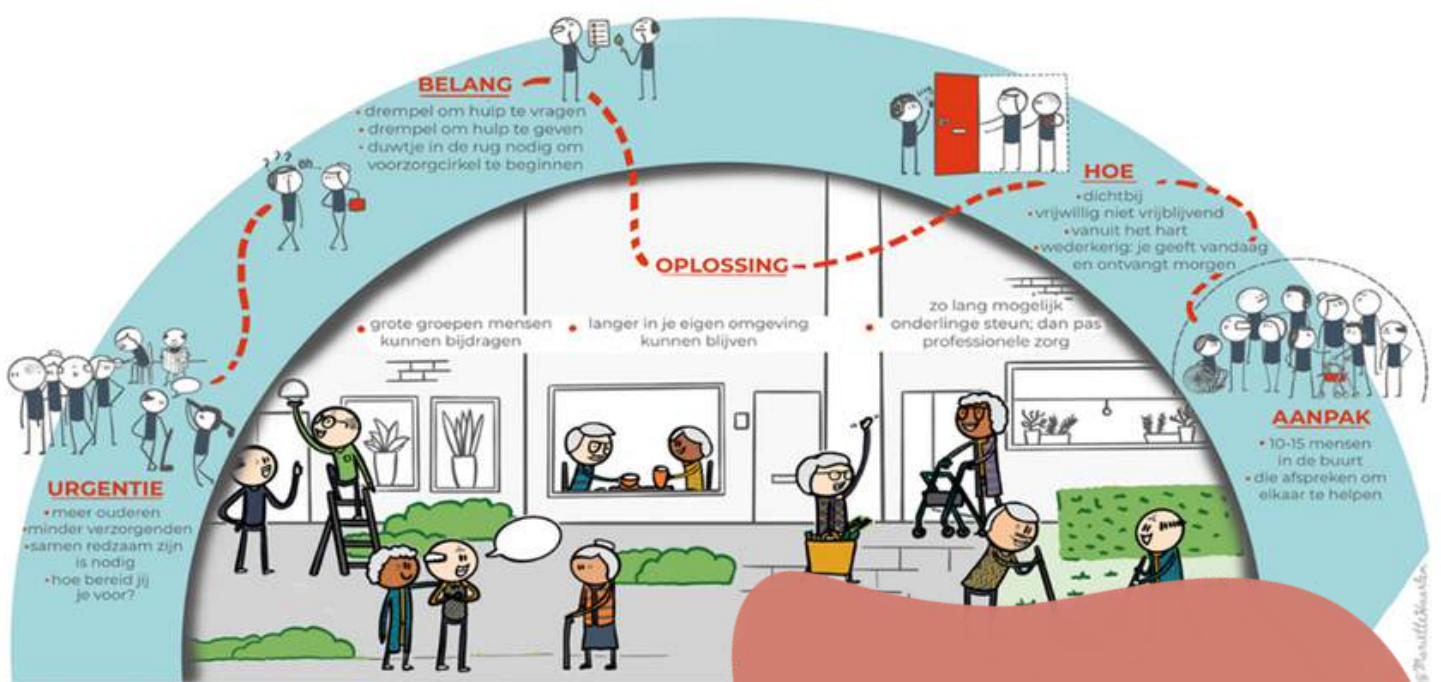 URGENTIE
• meer ouderen
• minder verzorgenden
• samen redzaam zijn
is nodig
• hoe bereid jij
je voor?
??? eh...
BELANG
• drempel om hulp te vragen
• drempel om hulp te geven
• duwtje in de rug nodig om
voorzorgcirkel te beginnen
OPLOSSING
• grote groepen mensen
kunnen bijdragen
• langer in je eigen omgeving
kunnen blijven
• zo lang mogelijk
onderlinge steun; dan pas
professionele zorg
HOE
• dichtbij
• vrijwillig niet vrijblijvend
• vanuit het hart
• wederkerig: je geeft vandaag
en ontvangt morgen
AANPAK
• 10-15 mensen
in de buurt
• die afspreken om
elkaar te helpen